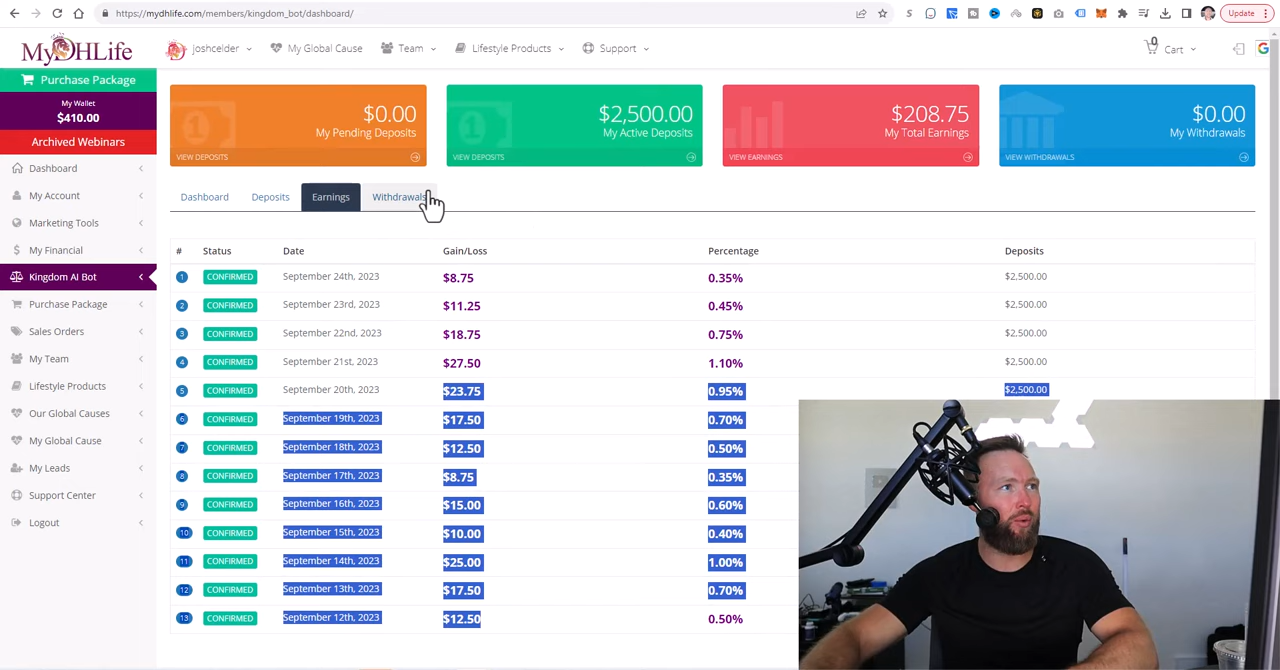 https://mydhlife.com/members/kingdom_bot/dashboard/
Update
MyDHLife
joshcelder
My Global Cause
Team
Lifestyle Products
Support
0
Cart
Purchase Package
My Wallet
$410.00
Archived Webinars
Dashboard
My Account
Marketing Tools
My Financial
Kingdom AI Bot
Purchase Package
Sales Orders
My Team
Lifestyle Products
Our Global Causes
My Global Cause
My Leads
Support Center
Logout
$0.00
My Pending Deposits
VIEW DEPOSITS
$2,500.00
My Active Deposits
VIEW DEPOSITS
$208.75
My Total Earnings
VIEW EARNINGS
$0.00
My Withdrawals
VIEW WITHDRAWALS
Dashboard Deposits Earnings Withdrawals
# Status Date Gain/Loss Percentage Deposits
1 CONFIRMED September 24th, 2023 $8.75 0.35% $2,500.00
2 CONFIRMED September 23rd, 2023 $11.25 0.45% $2,500.00
3 CONFIRMED September 22nd, 2023 $18.75 0.75% $2,500.00
4 CONFIRMED September 21st, 2023 $27.50 1.10% $2,500.00
5 CONFIRMED September 20th, 2023 $23.75 0.95% $2,500.00
6 CONFIRMED September 19th, 2023 $17.50 0.70%
7 CONFIRMED September 18th, 2023 $12.50 0.50%
8 CONFIRMED September 17th, 2023 $8.75 0.35%
9 CONFIRMED September 16th, 2023 $15.00 0.60%
10 CONFIRMED September 15th, 2023 $10.00 0.40%
11 CONFIRMED September 14th, 2023 $25.00 1.00%
12 CONFIRMED September 13th, 2023 $17.50 0.70%
13 CONFIRMED September 12th, 2023 $12.50 0.50%